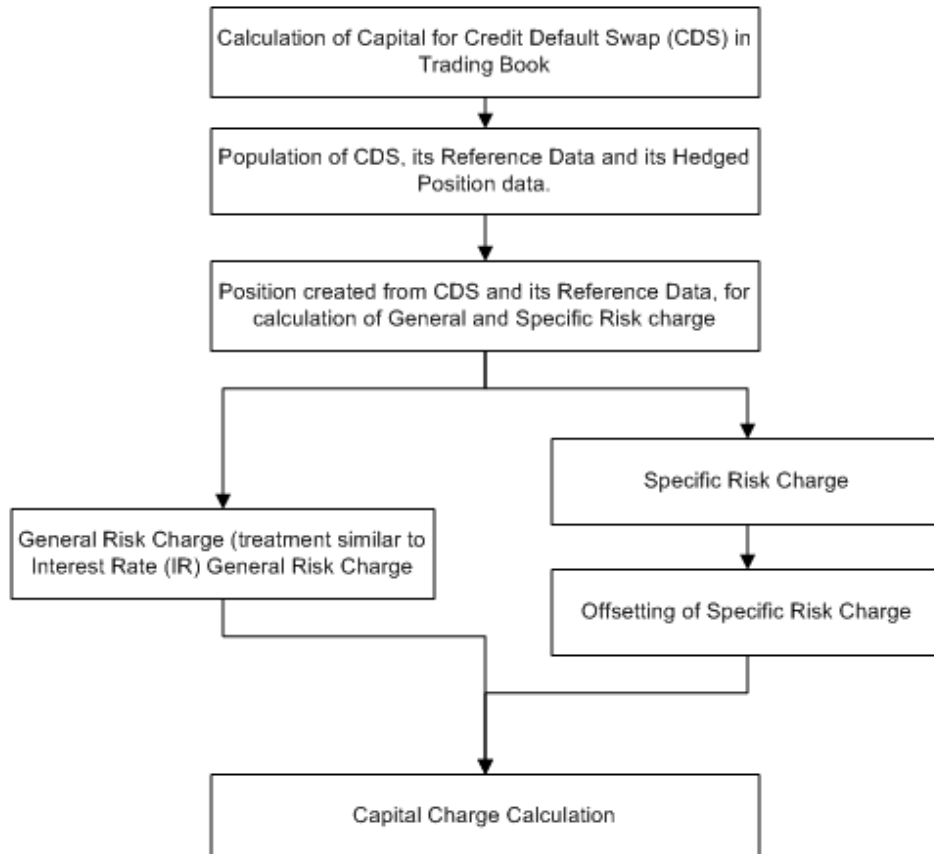 Calculation of Capital for Credit Default Swap (CDS) in
Trading Book
Population of CDS, its Reference Data and its Hedged
Position data.
Position created from CDS and its Reference Data, for
calculation of General and Specific Risk charge
Specific Risk Charge
General Risk Charge (treatment similar to
Interest Rate (IR) General Risk Charge
Offsetting of Specific Risk Charge
Capital Charge Calculation